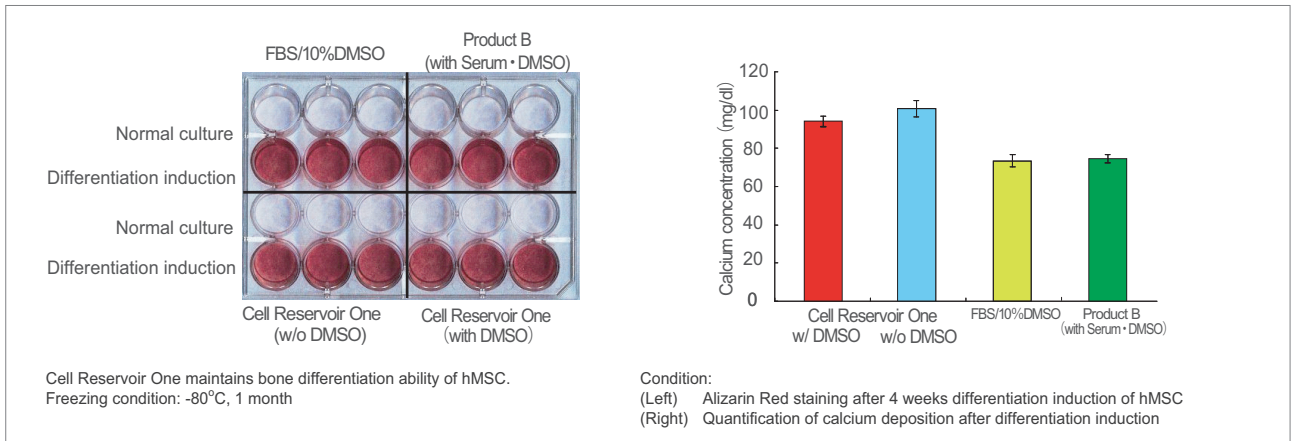 FBS/10%DMSO
Product B
(with Serum・DMSO)
Normal culture
Differentiation induction
Normal culture
Differentiation induction
Cell Reservoir One
(w/o DMSO)
Cell Reservoir One
(with DMSO)
Calcium concentration (mg/dl)
120
100
80
60
40
20
0
Cell Reservoir One
w/ DMSO
w/o DMSO
FBS/10%DMSO
Product B
(with Serum・DMSO)
Cell Reservoir One maintains bone differentiation ability of hMSC.
Freezing condition: -80°C, 1 month
Condition:
(Left) Alizarin Red staining after 4 weeks differentiation induction of hMSC
(Right) Quantification of calcium deposition after differentiation induction